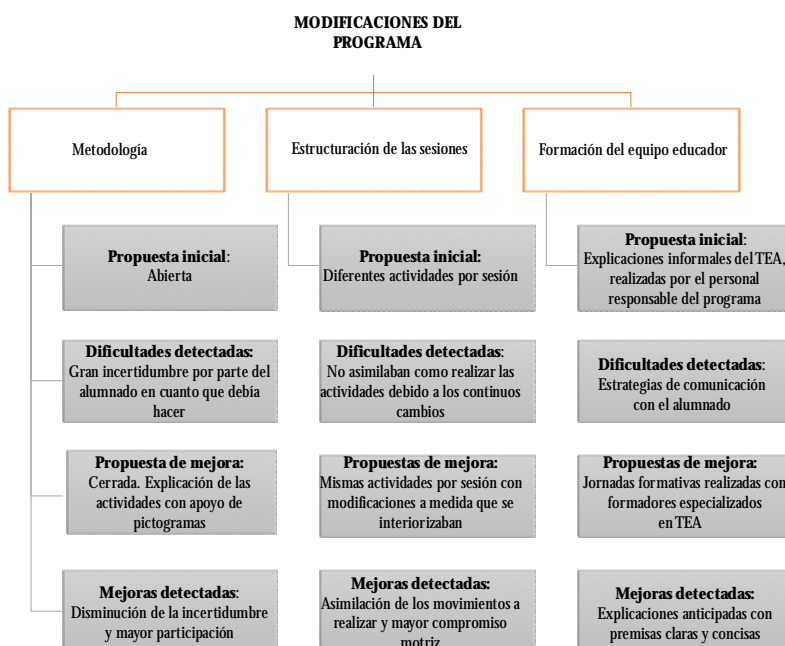 MODIFICACIONES DEL
PROGRAMA
Metodología
Estructuración de las sesiones
Formación del equipo educador
Propuesta inicial:
Abierta
Propuesta inicial:
Diferentes actividades por sesión
Propuesta inicial:
Explicaciones informales del TEA,
realizadas por el personal
responsable del programa
Dificultades detectadas:
Gran incertidumbre por parte del
alumnado en cuanto que debía
hacer
Dificultades detectadas:
No asimilaban como realizar las
actividades debido a los continuos
cambios
Dificultades detectadas:
Estrategias de comunicación
con el alumnado
Propuesta de mejora:
Cerrada. Explicación de las
actividades con apoyo de
pictogramas
Propuestas de mejora:
Mismas actividades por sesión con
modificaciones a medida que se
interiorizaban
Propuestas de mejora:
Jornadas formativas realizadas con
formadores especializados
en TEA
Mejoras detectadas:
Disminución de la incertidumbre
y mayor participación
Mejoras detectadas:
Asimilación de los movimientos a
realizar y mayor compromiso
motriz
Mejoras detectadas:
Explicaciones anticipadas con
premisas claras y concisas